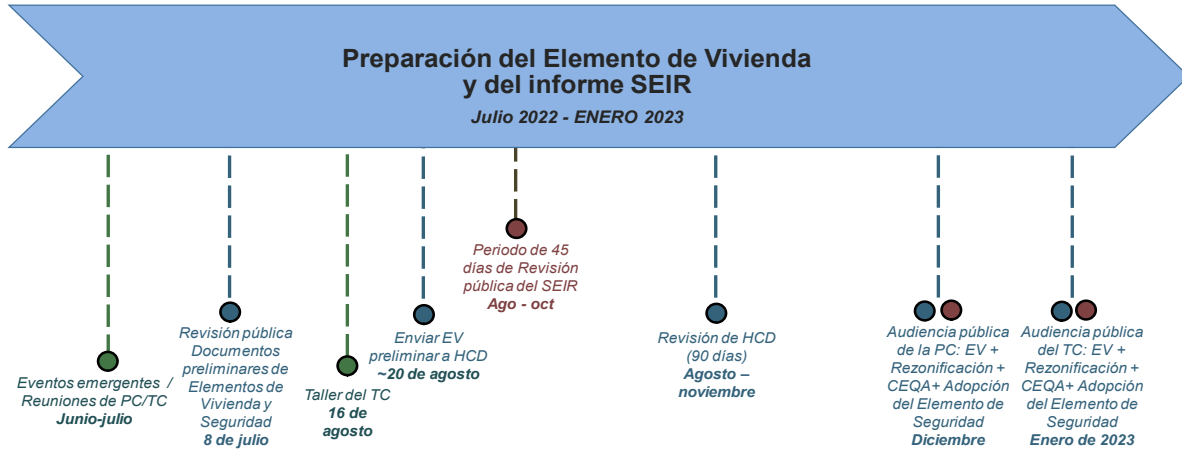 Preparación del Elemento de Vivienda
y del informe SEIR
Julio 2022 - ENERO 2023
Eventos emergentes /
Reuniones de PC/TC
Junio-julio
Revisión pública
Documentos
preliminares de
Elementos de
Vivienda y
Seguridad
8 de julio
Taller del TC
16 de
agosto
Enviar EV
preliminar a HCD
~20 de agosto
Periodo de 45
días de Revisión
pública del SEIR
Ago - oct
Revisión de HCD
(90 días)
Agosto –
noviembre
Audiencia pública
de la PC: EV +
Rezonificación +
CEQA+ Adopción
del Elemento de
Seguridad
Diciembre
Audiencia pública
del TC: EV +
Rezonificación +
CEQA+ Adopción
del Elemento de
Seguridad
Enero de 2023